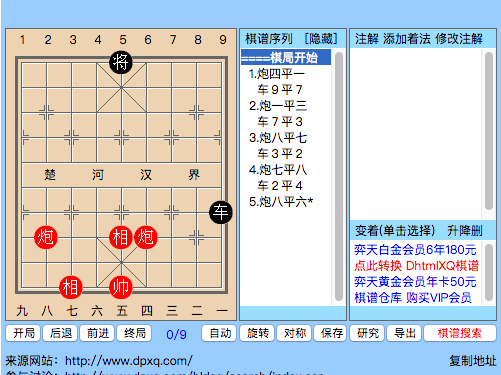 1 2 3 4 5 6 7 8 9
将
楚 河 汉 界
车
炮 相 炮
相 帅
九 八 七 六 五 四 三 二 一
棋谱序列 [隐藏]
====棋局开始
1.炮四平一
车９平７
2.炮一平三
车７平３
3.炮八平七
车３平２
4.炮七平八
车２平４
5.炮八平六*
注解 添加着法 修改注解
变着(单击选择) 升降删
弈天白金会员6年180元
点此转换 DhtmlXQ棋谱
弈天黄金会员年卡50元
棋谱仓库 购买VIP会员
开局 后退 前进 终局 0/9 自动 旋转 对称 保存 研究 导出 棋谱搜索
来源网站：http://www.dpxq.com/ 复制地址